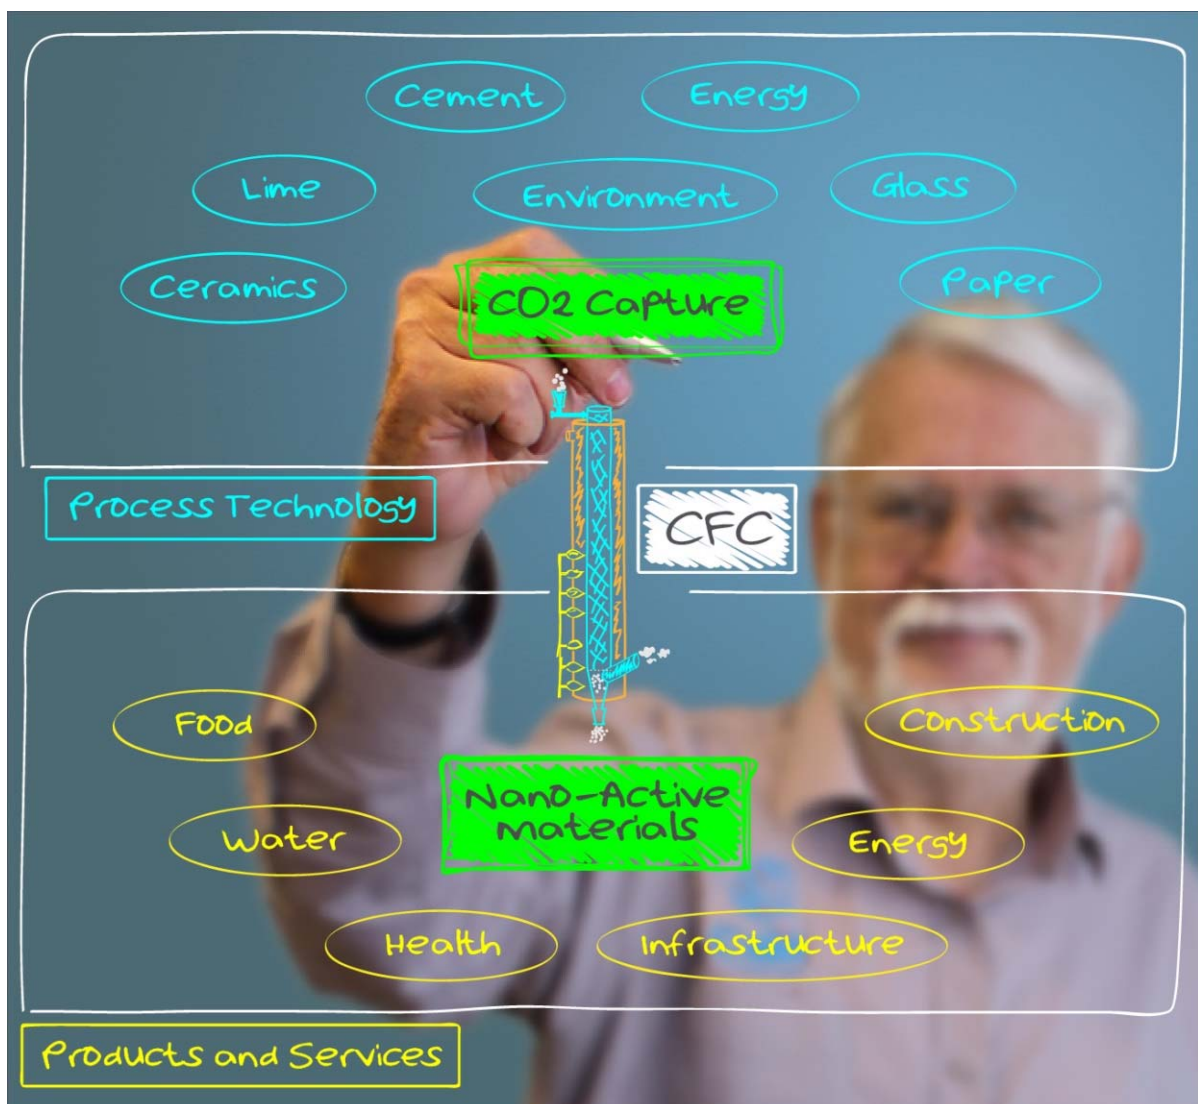 Cement
Energy
Lime
Environment
Glass
Ceramics
CO2 Capture
Paper
Process Technology
CFC
Food
Construction
Nano-Active
materials
Water
Energy
Health
Infrastructure
Products and Services